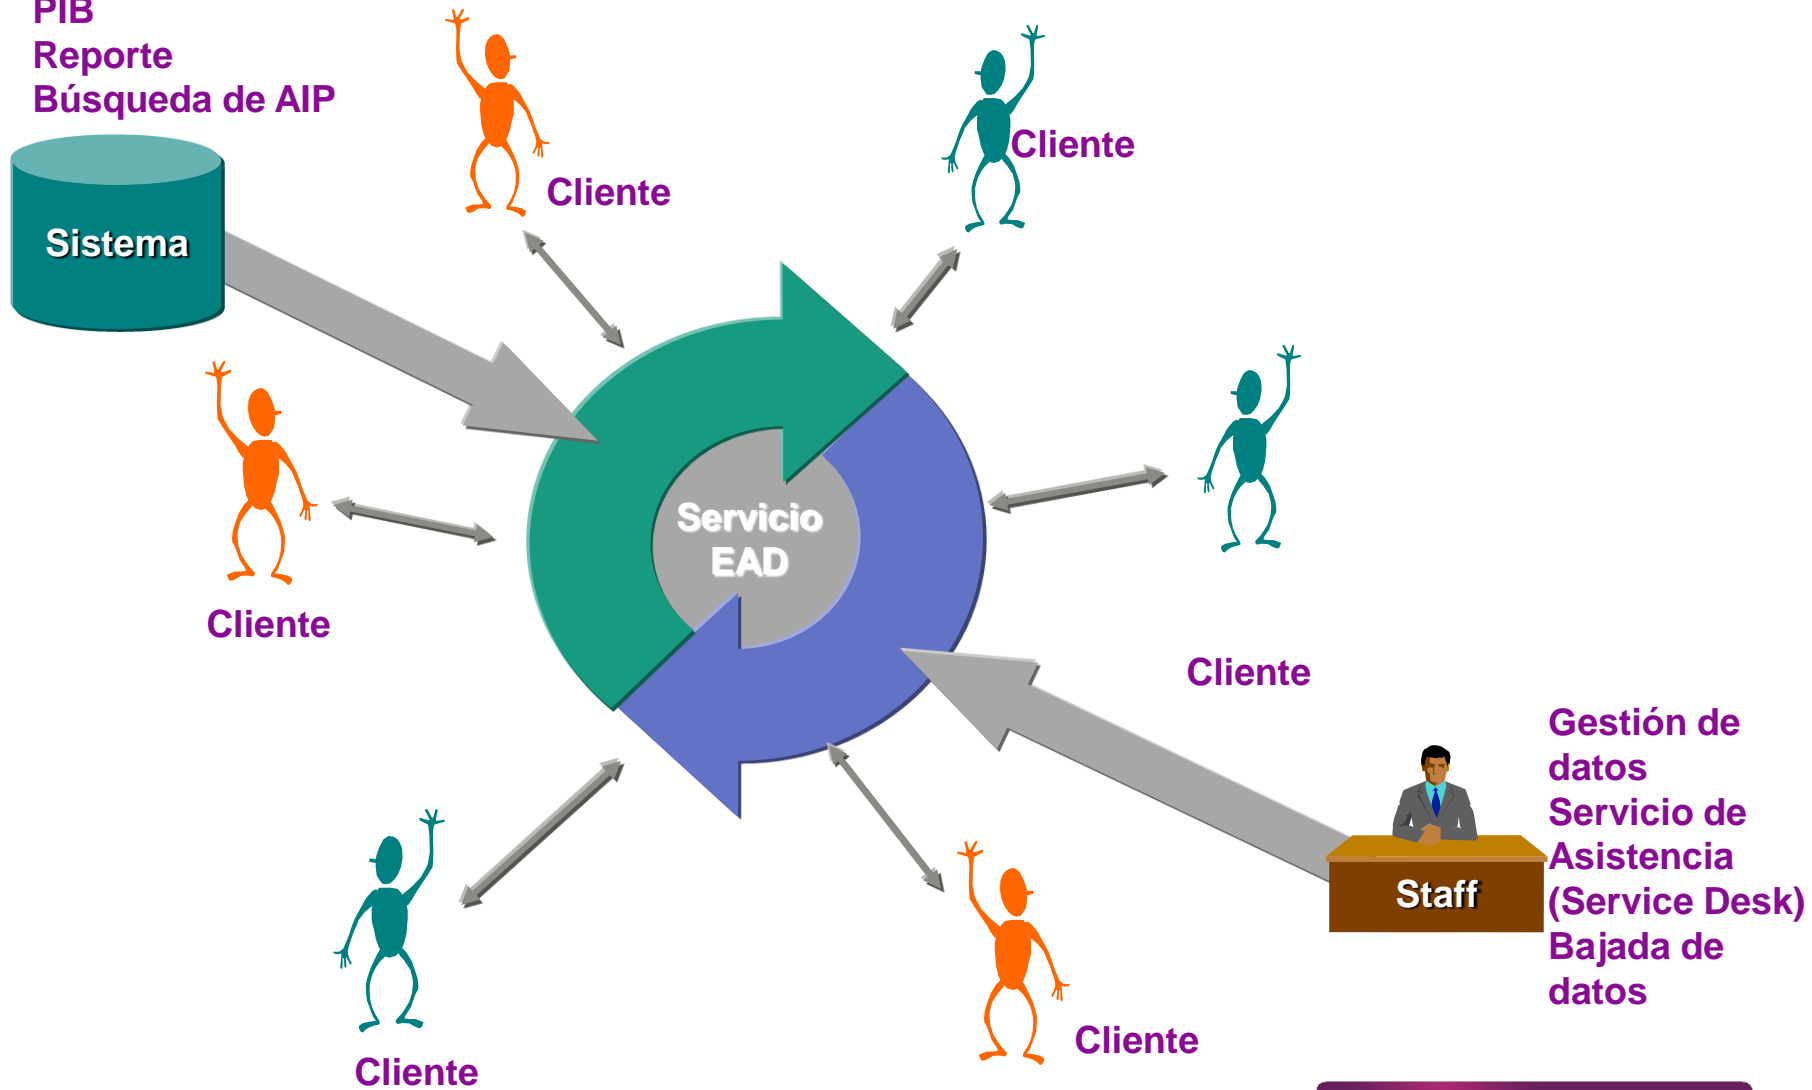 PIB
Reporte
Búsqueda de AIP
Sistema
Cliente
Cliente
Cliente
Servicio
EAD
Cliente
Gestión de
datos
Servicio de
Asistencia
(Service Desk)
Bajada de
datos
Staff
Cliente
Cliente